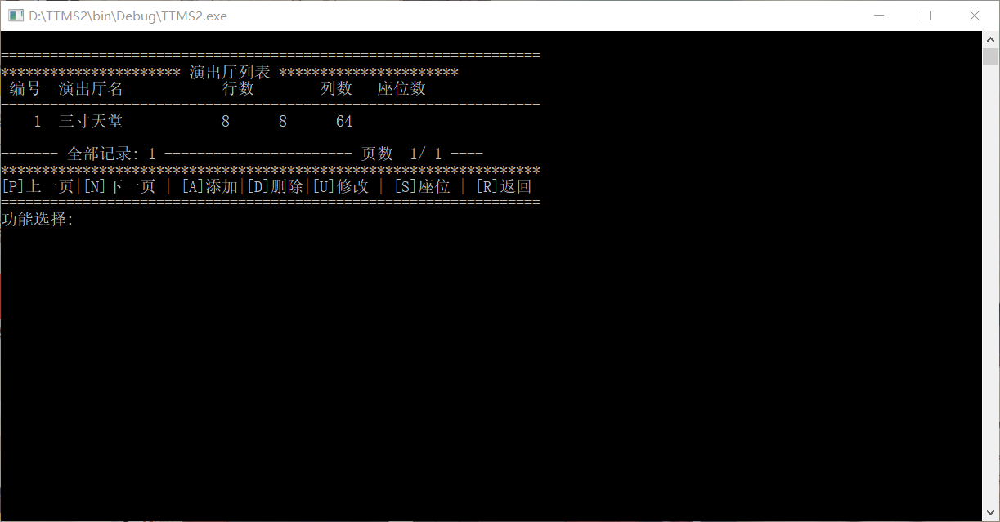 D:\TTMS2\bin\Debug\TTMS2.exe
==================================================================
********************** 演出厅列表 **********************
编号  演出厅名            行数        列数   座位数
------------------------------------------------------------------
1  三寸天堂            8      8      64
------- 全部记录: 1 ----------------------- 页数  1/ 1 ----
******************************************************************
[P]上一页|[N]下一页 | [A]添加|[D]删除|[U]修改 | [S]座位 | [R]返回
==================================================================
功能选择: